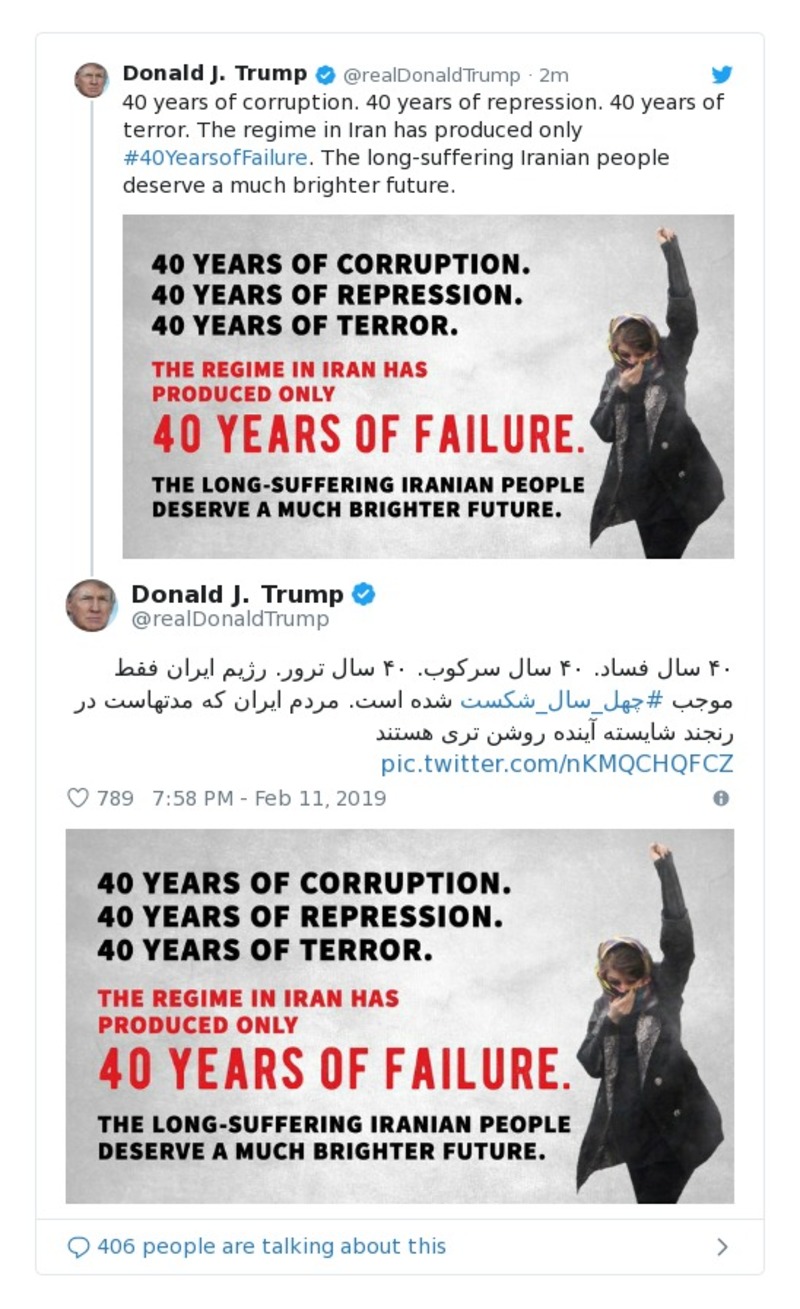 Donald J. Trump @realDonaldTrump · 2m
40 years of corruption. 40 years of repression. 40 years of
terror. The regime in Iran has produced only
#40YearsofFailure. The long-suffering Iranian people
deserve a much brighter future.
40 YEARS OF CORRUPTION.
40 YEARS OF REPRESSION.
40 YEARS OF TERROR.
THE REGIME IN IRAN HAS
PRODUCED ONLY
40 YEARS OF FAILURE.
THE LONG-SUFFERING IRANIAN PEOPLE
DESERVE A MUCH BRIGHTER FUTURE.
Donald J. Trump
@realDonaldTrump
۴۰ سال فساد. ۴۰ سال سرکوب. ۴۰ سال ترور. رژیم ایران فقط
موجب #چهل_سال_شکست شده است. مردم ایران که مدتهاست در
رنجند شایسته آینده روشن تری هستند
pic.twitter.com/nKMQCHQFCZ
789 7:58 PM - Feb 11, 2019
40 YEARS OF CORRUPTION.
40 YEARS OF REPRESSION.
40 YEARS OF TERROR.
THE REGIME IN IRAN HAS
PRODUCED ONLY
40 YEARS OF FAILURE.
THE LONG-SUFFERING IRANIAN PEOPLE
DESERVE A MUCH BRIGHTER FUTURE.
406 people are talking about this